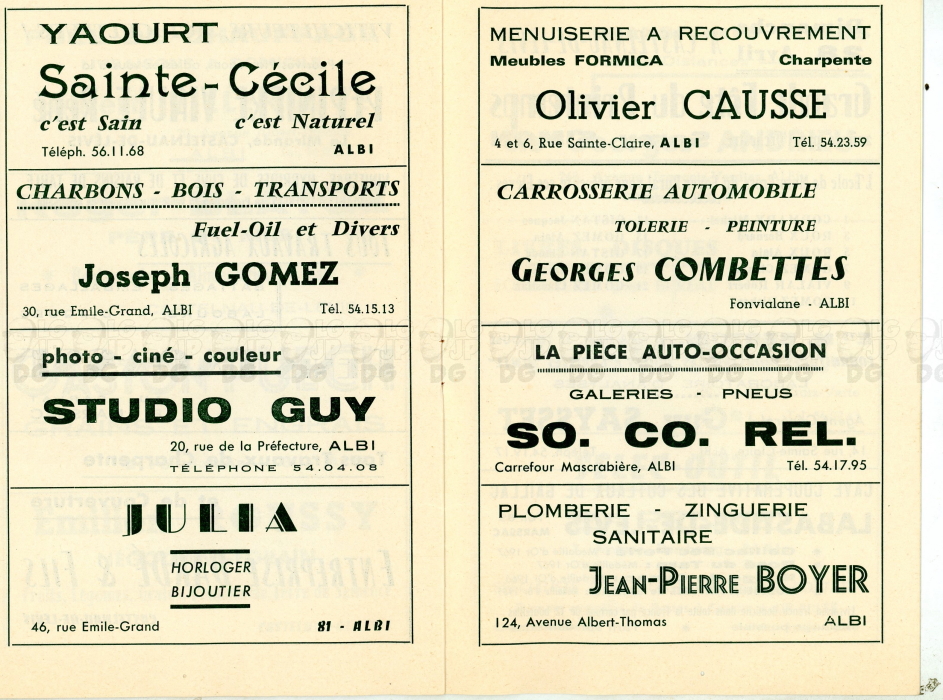 YAOURT
Sainte-Cécile
c'est Sain c'est Naturel
Téléph. 56.11.68 ALBI
CHARBONS - BOIS - TRANSPORTS
Fuel-Oil et Divers
Joseph GOMEZ
30, rue Emile-Grand, ALBI Tél. 54.15.13
photo - ciné - couleur
STUDIO GUY
20, rue de la Préfecture, ALBI
TÉLÉPHONE 54.04.08
JULIA
HORLOGER
BIJOUTIER
46, rue Emile-Grand 81 - ALBI
MENUISERIE A RECOUVREMENT
Meubles FORMICA Charpente
Olivier CAUSSE
4 et 6, Rue Sainte-Claire, ALBI Tél. 54.23.59
CARROSSERIE AUTOMOBILE
TOLERIE - PEINTURE
GEORGES COMBETTES
Fonvialane - ALBI
LA PIÈCE AUTO-OCCASION
GALERIES - PNEUS
SO. CO. REL.
Carrefour Mascrabière, ALBI Tél. 54.17.95
PLOMBERIE - ZINGUERIE
SANITAIRE
JEAN-PIERRE BOYER
124, Avenue Albert-Thomas ALBI